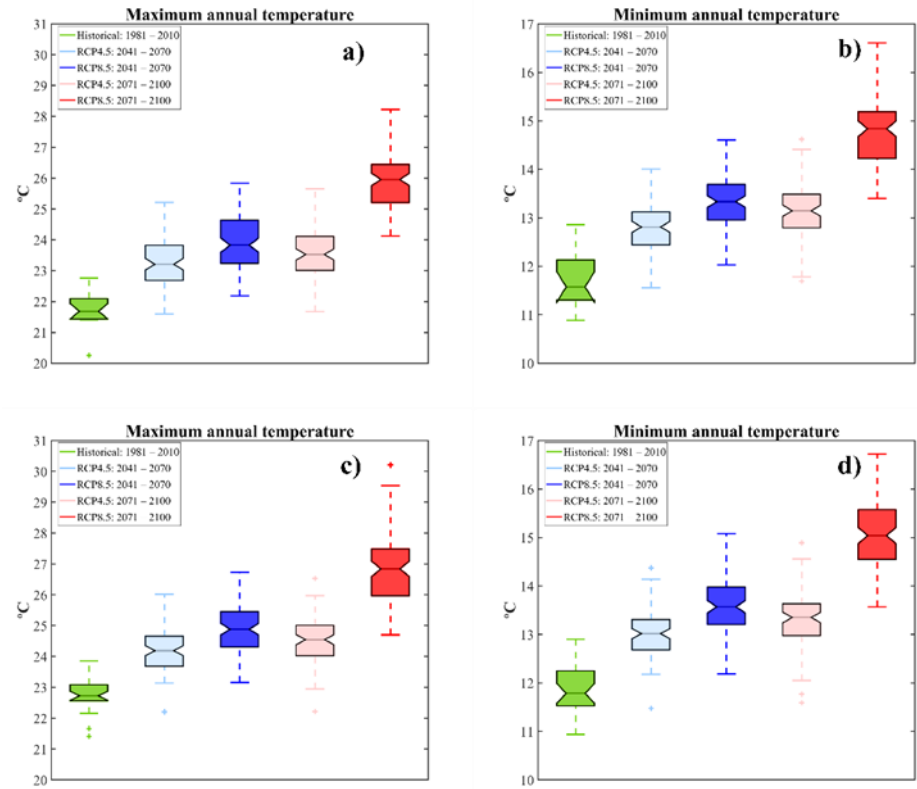 Maximum annual temperature
31
30
29
28
27
26
25
24
23
22
21
20
°C
Historical: 1981 – 2010
RCP4.5: 2041 – 2070
RCP8.5: 2041 – 2070
RCP4.5: 2071 – 2100
RCP8.5: 2071 – 2100
a)
Minimum annual temperature
17
16
15
14
13
12
11
10
°C
Historical: 1981 – 2010
RCP4.5: 2041 – 2070
RCP8.5: 2041 – 2070
RCP4.5: 2071 – 2100
RCP8.5: 2071 – 2100
b)
Maximum annual temperature
31
30
29
28
27
26
25
24
23
22
21
20
°C
Historical: 1981 – 2010
RCP4.5: 2041 – 2070
RCP8.5: 2041 – 2070
RCP4.5: 2071 – 2100
RCP8.5: 2071 2100
c)
Minimum annual temperature
17
16
15
14
13
12
11
10
°C
Historical: 1981 – 2010
RCP4.5: 2041 – 2070
RCP8.5: 2041 – 2070
RCP4.5: 2071 – 2100
RCP8.5: 2071 2100
d)